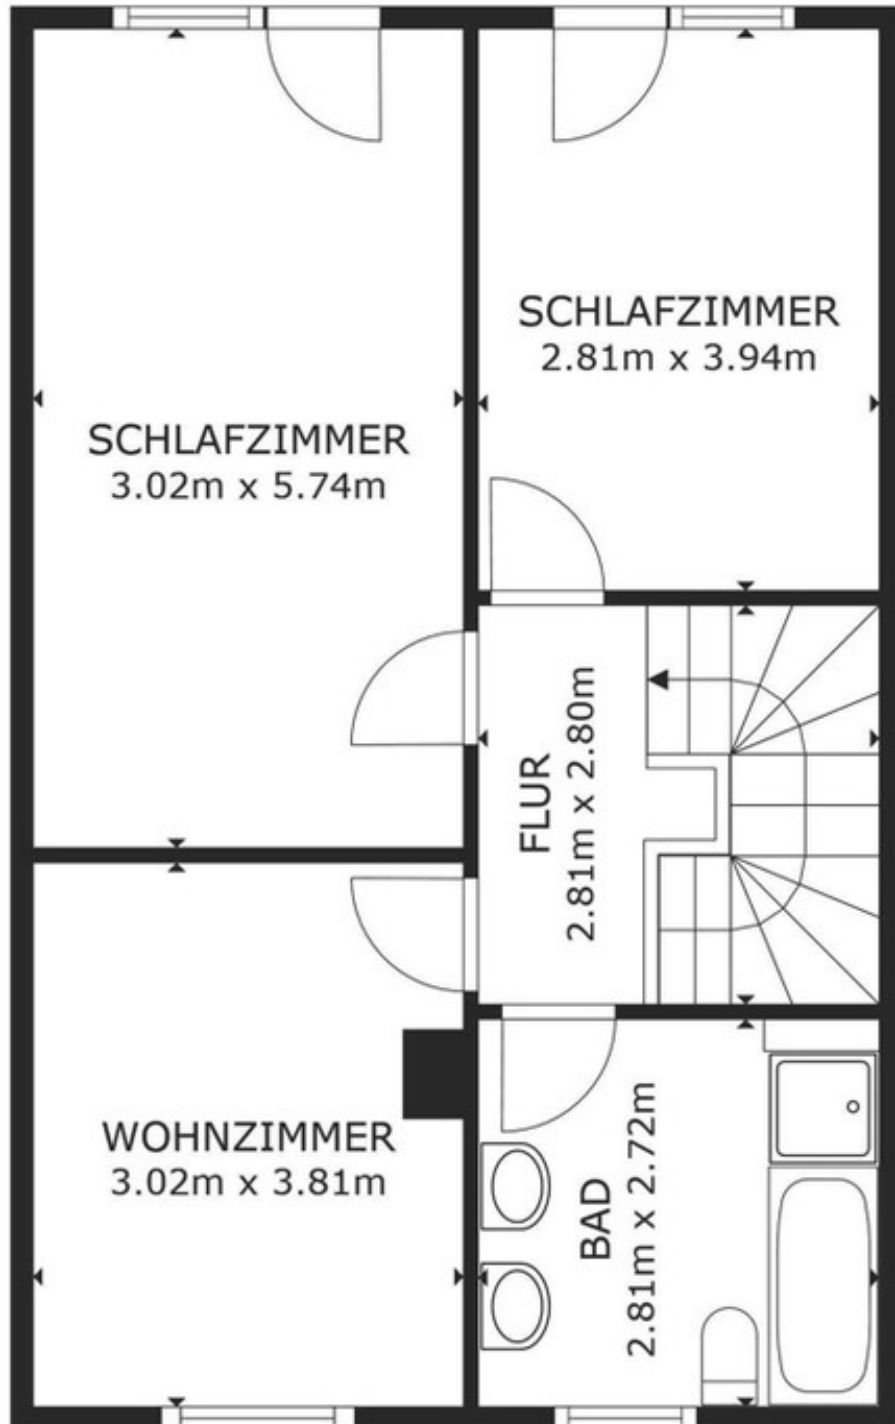 SCHLAFZIMMER
2.81m x 3.94m
SCHLAFZIMMER
3.02m x 5.74m
FLUR
2.81m x 2.80m
WOHNZIMMER
3.02m x 3.81m
BAD
2.81m x 2.72m